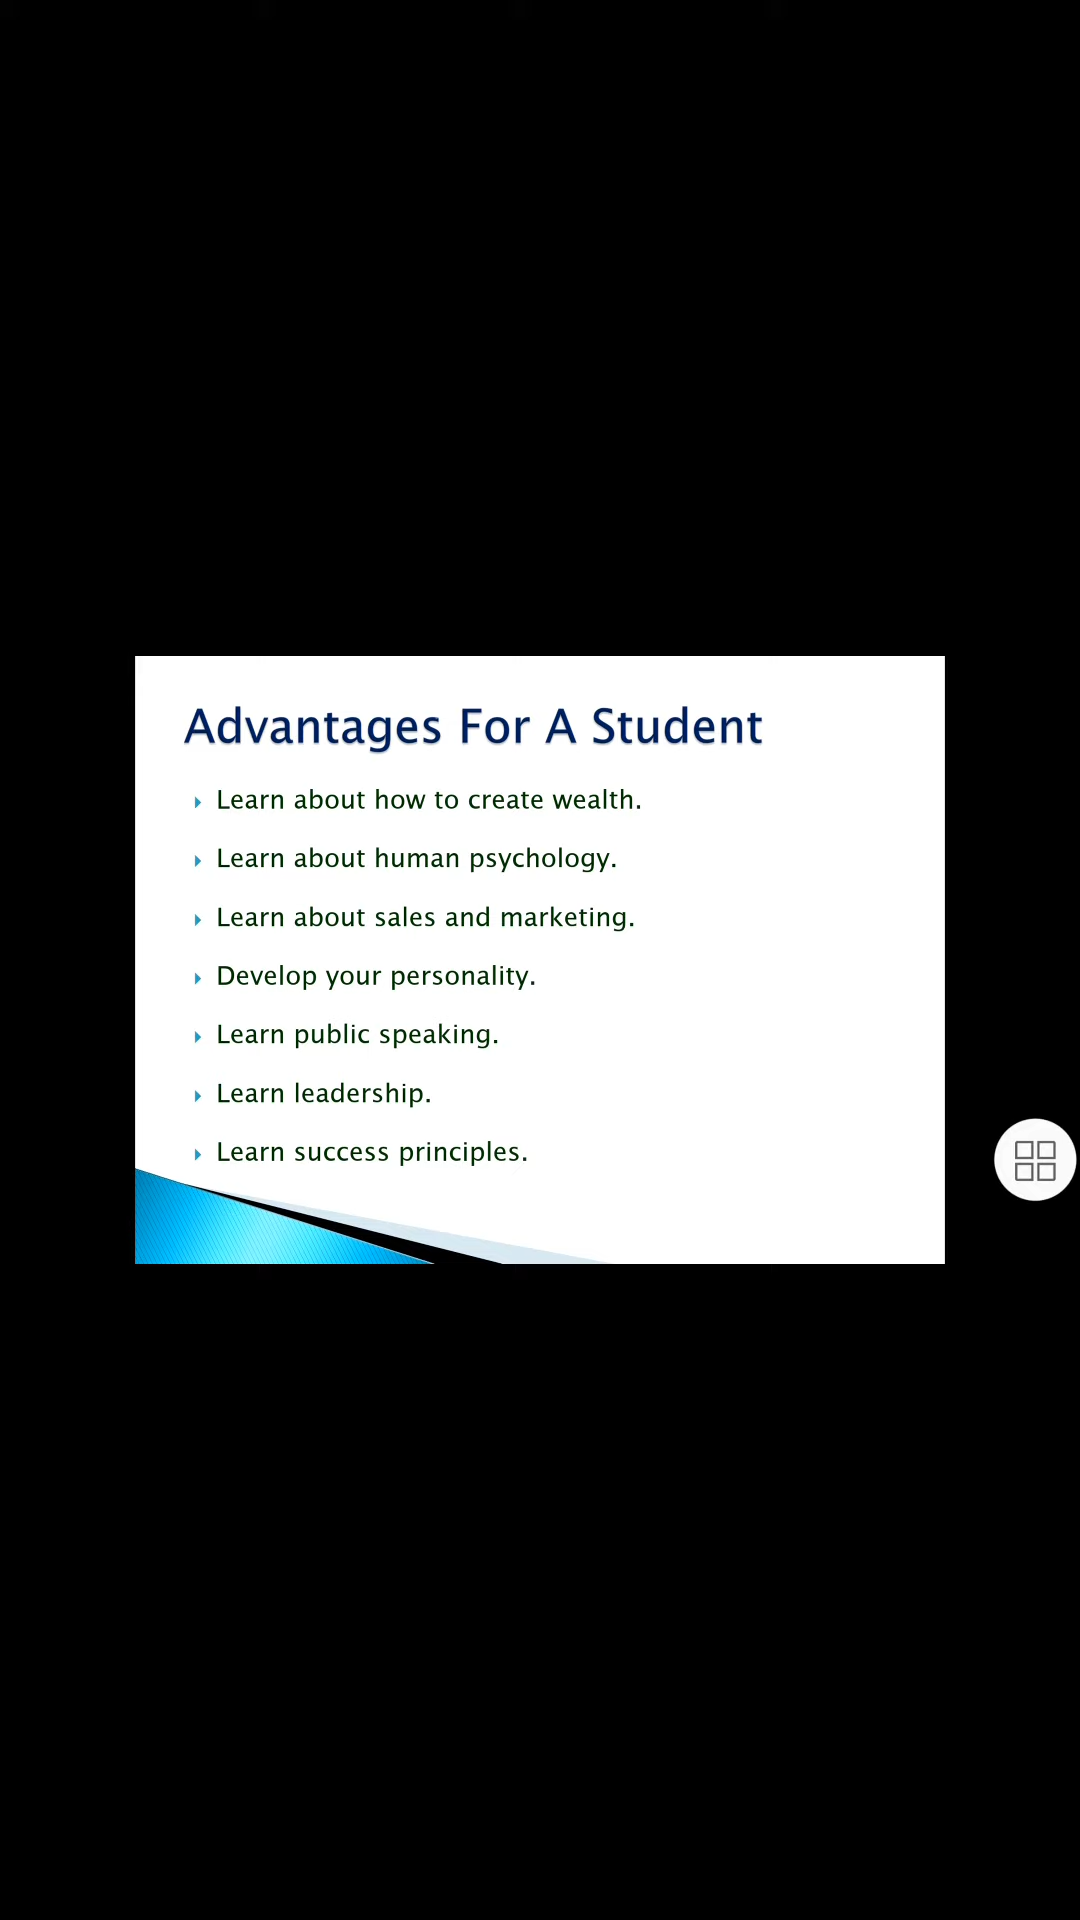 Advantages For A Student
Learn about how to create wealth.
Learn about human psychology.
Learn about sales and marketing.
Develop your personality.
Learn public speaking.
Learn leadership.
Learn success principles.